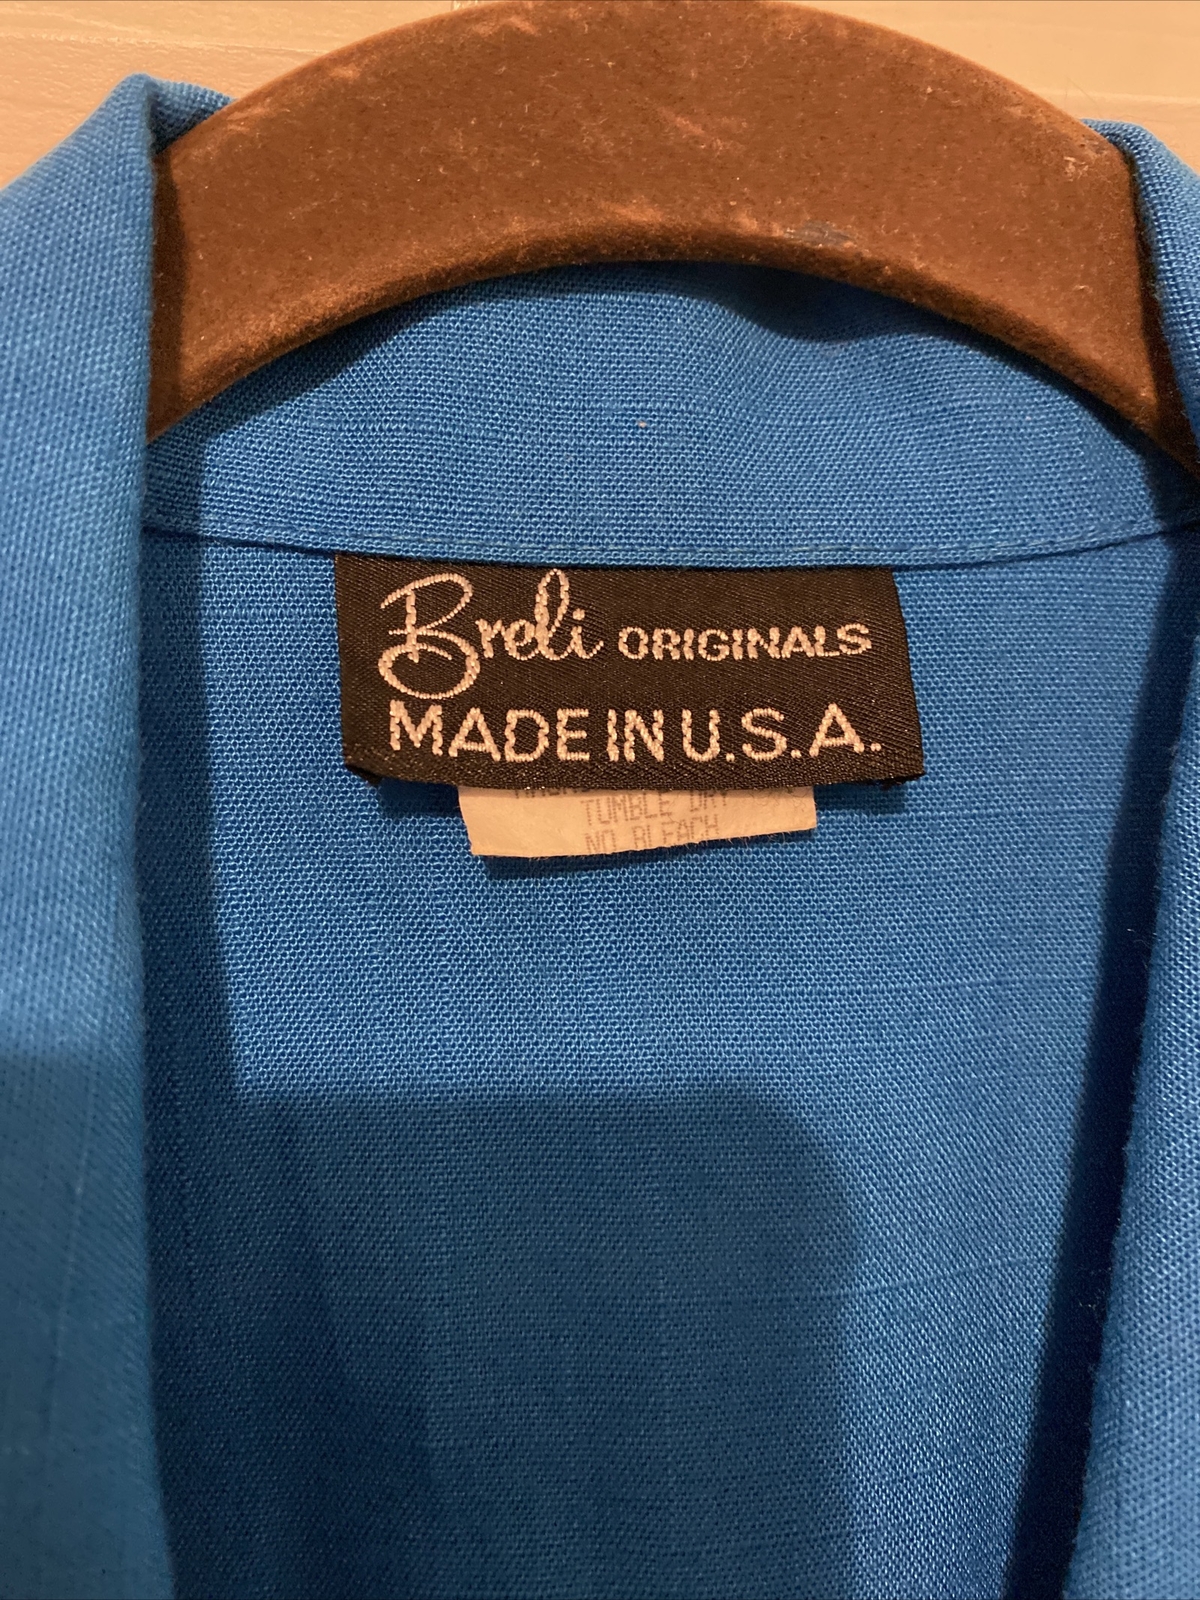 Breli ORIGINALS
MADE IN U.S.A.
TUMBLE DRY
NO BLEACH